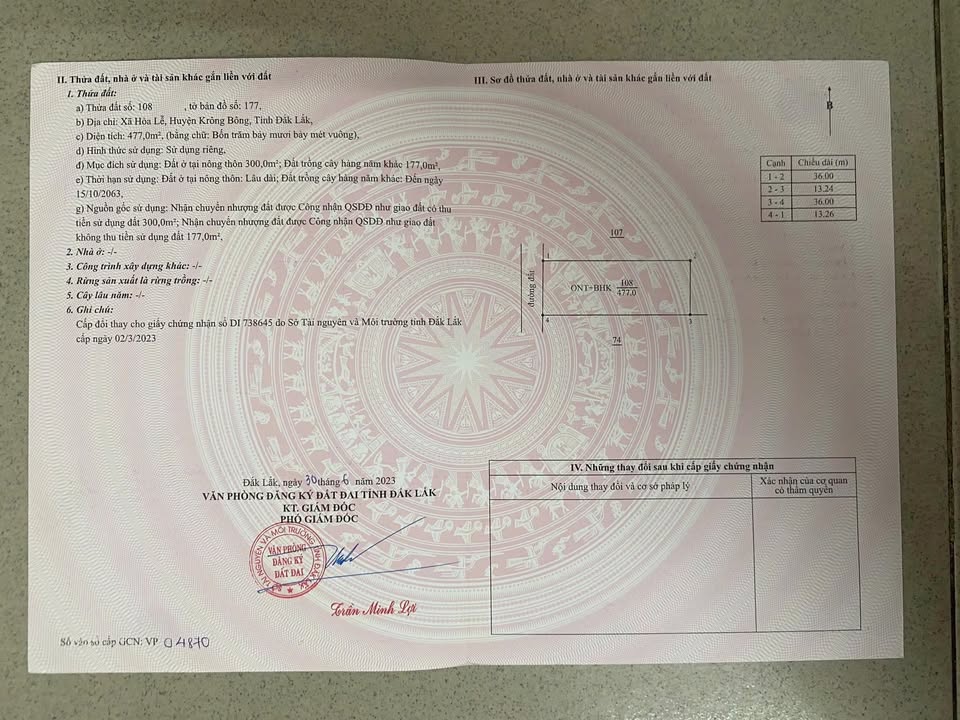 II. Thửa đất, nhà ở và tài sản khác gắn liền với đất
1. Thửa đất:
a) Thửa đất số: 108 , tờ bản đồ số: 177,
b) Địa chỉ: Xã Hòa Lễ, Huyện Krông Bông, Tỉnh Đắk Lắk,
c) Diện tích: 477,0m², (bằng chữ: Bốn trăm bảy mươi bảy mét vuông),
d) Hình thức sử dụng: Sử dụng riêng,
đ) Mục đích sử dụng: Đất ở tại nông thôn 300,0m²; Đất trồng cây hàng năm khác 177,0m²,
e) Thời hạn sử dụng: Đất ở tại nông thôn: Lâu dài; Đất trồng cây hàng năm khác: Đến ngày
15/10/2063,
g) Nguồn gốc sử dụng: Nhận chuyển nhượng đất được Công nhận QSDĐ như giao đất có thu
tiền sử dụng đất 300,0m²; Nhận chuyển nhượng đất được Công nhận QSDĐ như giao đất
không thu tiền sử dụng đất 177,0m²,
2. Nhà ở: -/-
3. Công trình xây dựng khác: -/-
4. Rừng sản xuất là rừng trồng: -/-
5. Cây lâu năm: -/-
6. Ghi chú:
Cấp đổi thay cho giấy chứng nhận số DI 738645 do Sở Tài nguyên và Môi trường tỉnh Đắk Lắk
cấp ngày 02/3/2023
Đắk Lắk, ngày 30 tháng 6 năm 2023
VĂN PHÒNG ĐĂNG KÝ ĐẤT ĐAI TỈNH ĐẮK LẮK
KT. GIÁM ĐỐC
PHÓ GIÁM ĐỐC
SỞ TÀI NGUYÊN VÀ MÔI TRƯỜNG TỈNH ĐẮK LẮK
VĂN PHÒNG
ĐĂNG KÝ
ĐẤT ĐAI
Trần Minh Lợi
Số vào sổ cấp GCN: VP 04870
III. Sơ đồ thửa đất, nhà ở và tài sản khác gắn liền với đất
B
Cạnh Chiều dài (m)
1 - 2 36.00
2 - 3 13.24
3 - 4 36.00
4 - 1 13.26
107
1 2
đường đất
ONT+BHK 108
477.0
4 3
74
IV. Những thay đổi sau khi cấp giấy chứng nhận
Nội dung thay đổi và cơ sở pháp lý
Xác nhận của cơ quan
có thẩm quyền